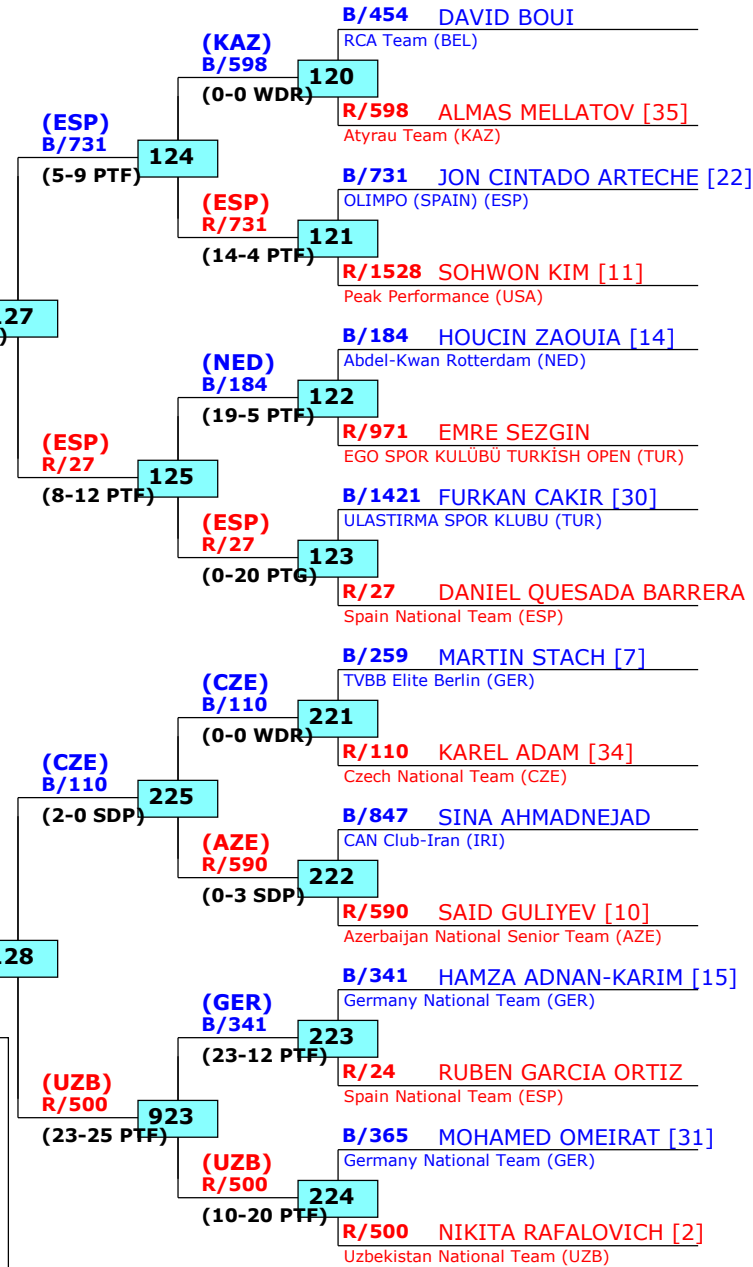 B/454 DAVID BOUI
RCA Team (BEL)
(KAZ)
B/598
120
(0-0 WDR)
R/598 ALMAS MELLATOV [35]
Atyrau Team (KAZ)
(ESP)
B/731
124
(5-9 PTF)
B/731 JON CINTADO ARTECHE [22]
OLIMPO (SPAIN) (ESP)
(ESP)
R/731
121
(14-4 PTF)
R/1528 SOHWON KIM [11]
Peak Performance (USA)
27
)
B/184 HOUCIN ZAOUIA [14]
Abdel-Kwan Rotterdam (NED)
(NED)
B/184
122
(19-5 PTF)
R/971 EMRE SEZGIN
EGO SPOR KULÜBÜ TURKİSH OPEN (TUR)
(ESP)
R/27
125
(8-12 PTF)
B/1421 FURKAN CAKIR [30]
ULASTIRMA SPOR KLUBU (TUR)
(ESP)
R/27
123
(0-20 PTG)
R/27 DANIEL QUESADA BARRERA
Spain National Team (ESP)
B/259 MARTIN STACH [7]
TVBB Elite Berlin (GER)
(CZE)
B/110
221
(0-0 WDR)
R/110 KAREL ADAM [34]
Czech National Team (CZE)
(CZE)
B/110
225
(2-0 SDP)
B/847 SINA AHMADNEJAD
CAN Club-Iran (IRI)
(AZE)
R/590
222
(0-3 SDP)
R/590 SAID GULIYEV [10]
Azerbaijan National Senior Team (AZE)
28
B/341 HAMZA ADNAN-KARIM [15]
Germany National Team (GER)
(GER)
B/341
223
(23-12 PTF)
R/24 RUBEN GARCIA ORTIZ
Spain National Team (ESP)
(UZB)
R/500
923
(23-25 PTF)
B/365 MOHAMED OMEIRAT [31]
Germany National Team (GER)
(UZB)
R/500
224
(10-20 PTF)
R/500 NIKITA RAFALOVICH [2]
Uzbekistan National Team (UZB)